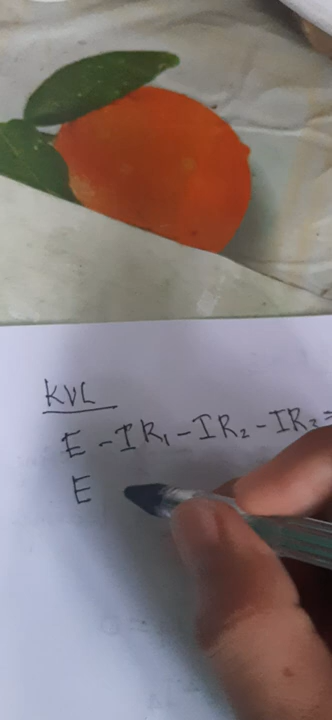 KVL
E - IR₁ - IR₂ - IR₃ =
E